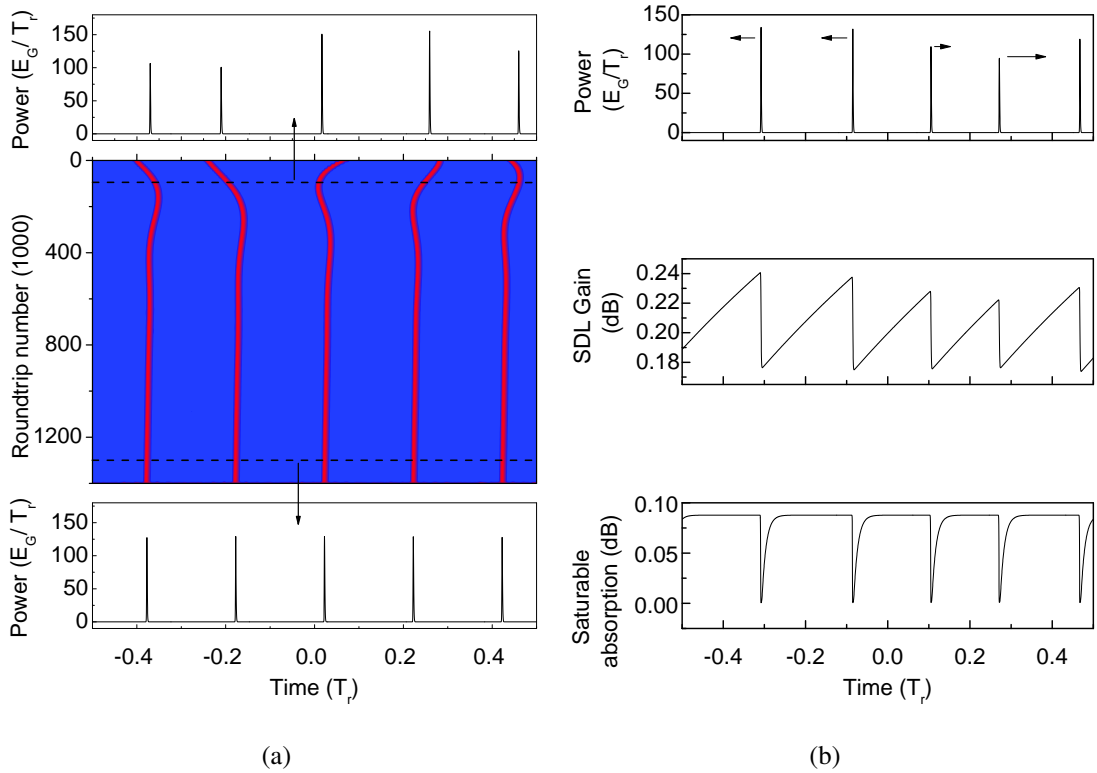 Power (E_G/ T_r)
150
100
50
0
0
400
800
1200
Roundtrip number (1000)
Power (E_G/ T_r)
150
100
50
0
-0.4 -0.2 0.0 0.2 0.4
Time (T_r)
(a)
Power
(E_G/T_r)
150
100
50
0
SDL Gain
(dB)
0.24
0.22
0.20
0.18
Saturable
absorption (dB)
0.10
0.05
0.00
-0.4 -0.2 0.0 0.2 0.4
Time (T_r)
(b)